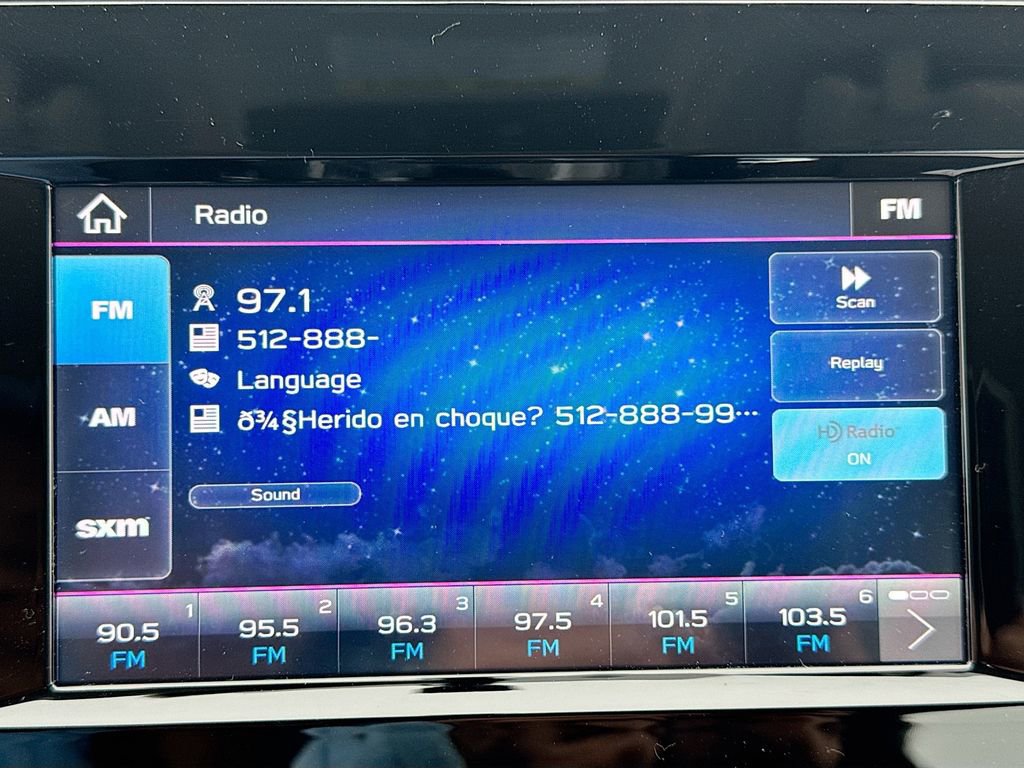 Radio
FM
FM
AM
sxm
97.1
512-888-
Language
ð¾§Herido en choque? 512-888-99···
Sound
Scan
Replay
HD Radio
ON
1
90.5
FM
2
95.5
FM
3
96.3
FM
4
97.5
FM
5
101.5
FM
6
103.5
FM